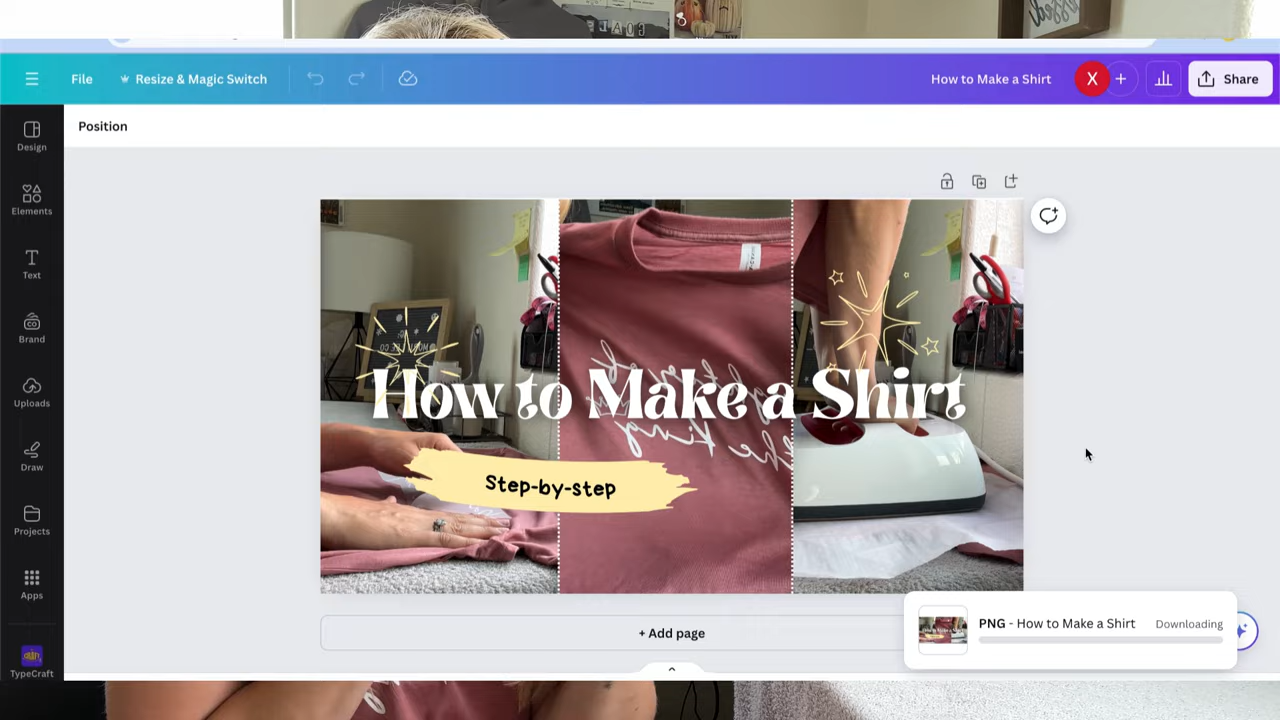 File
Resize & Magic Switch
How to Make a Shirt
X
+
Share
Position
Design
Elements
Text
Brand
Uploads
Draw
Projects
Apps
TypeCraft
How to Make a Shirt
Step-by-step
+ Add page
PNG - How to Make a Shirt
Downloading